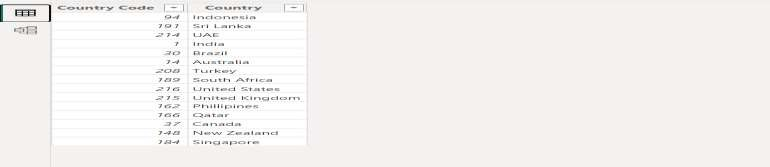 Country Code Country
94 Indonesia
191 Sri Lanka
214 UAE
1 India
30 Brazil
14 Australia
208 Turkey
189 South Africa
216 United States
215 United Kingdom
162 Phillipines
166 Qatar
37 Canada
148 New Zealand
184 Singapore